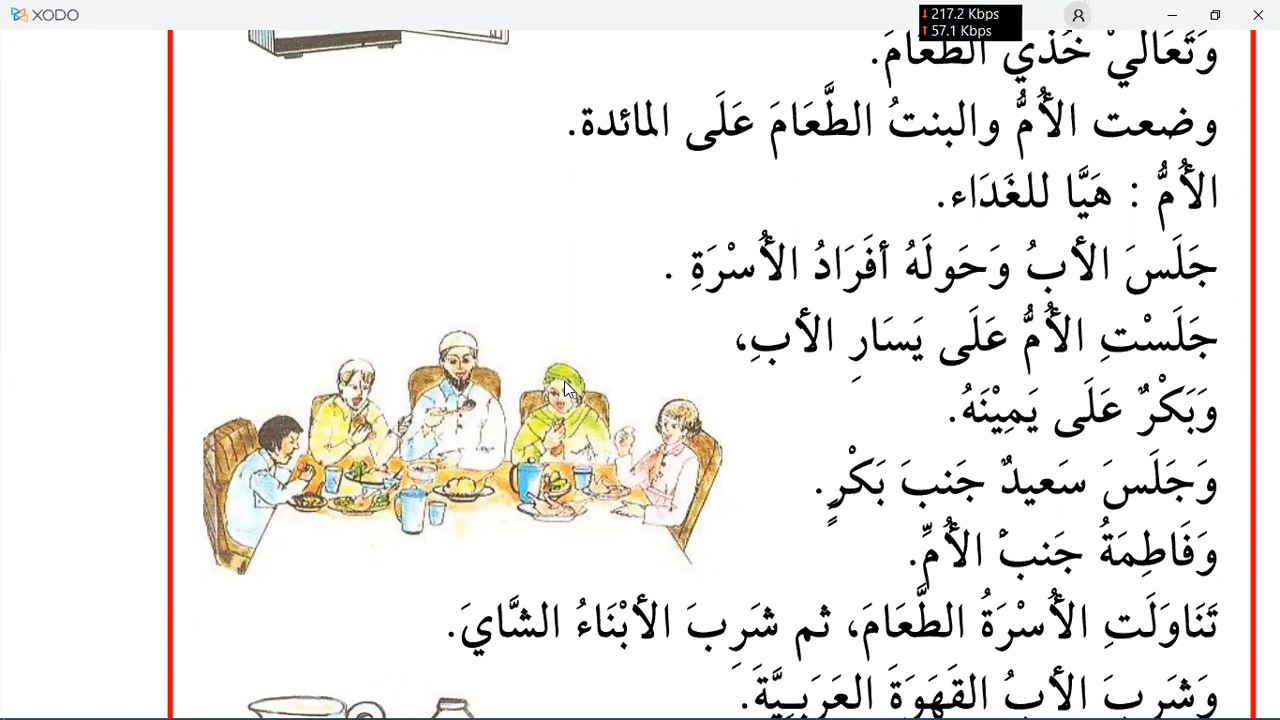 XODO
217.2 Kbps
57.1 Kbps
وَتَعَالَيْ خُذْي الطَّعَامَ.
وضعت الأُمُّ والبنتُ الطَّعَامَ عَلَى المائدة.
الأُمُّ : هَيَّا للغَدَاء.
جَلَسَ الأبُ وَحَولَهُ أفَرَادُ الأُسْرَةِ .
جَلَسْتِ الأُمُّ عَلَى يَسَارِ الأبِ،
وَبَكْرٌ عَلَى يَمِيْنَهُ.
وَجَلَسَ سَعيدٌ جَنبَ بَكْرٍ.
وَفَاطِمَةُ جَنبْ الأُمِّ.
تَنَاوَلَتِ الأُسْرَةُ الطَّعَامَ، ثم شَرِبَ الأبْنَاءُ الشَّايَ.
وَشَرِبَ الأبُ القَهَوَةَ العَرَبِيَّةَ.